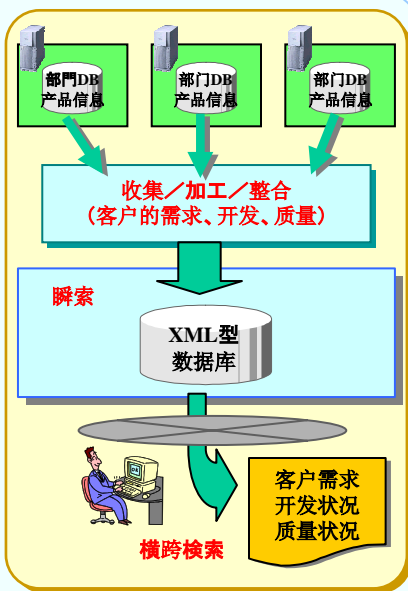 部門DB
产品信息
部门DB
产品信息
部门DB
产品信息
收集／加工／整合
（客户的需求、开发、质量）
瞬索
XML型
数据库
客户需求
开发状况
质量状况
横跨检索